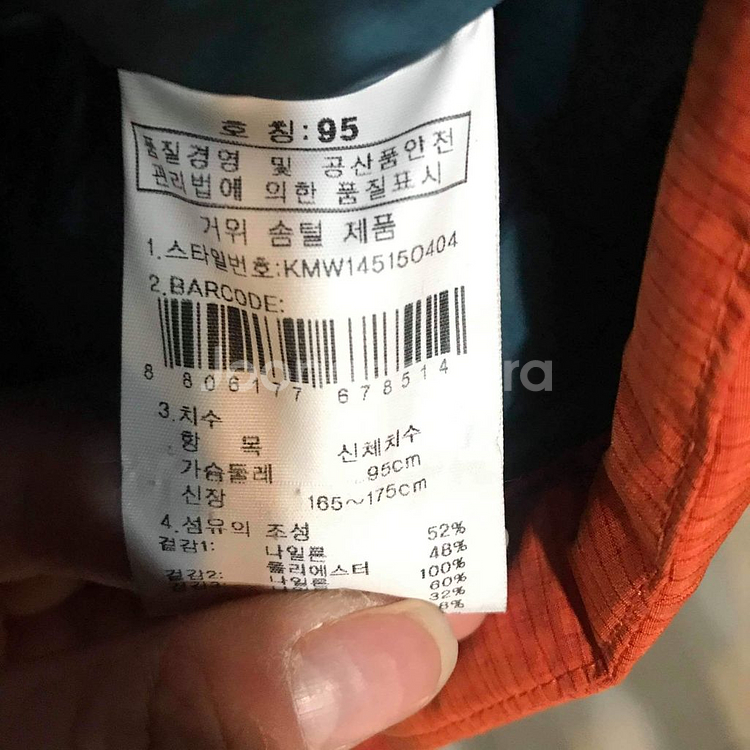 호 칭:95
품질경영 및 공산품안전
관리법에 의한 품질표시
거위 솜털 제품
1.스타일번호:KMW145150404
2.BARCODE:
8 806177 678514
3.치수
항 목 신체치수
가슴둘레 95cm
신장 165~175cm
4.섬유의 조성
겉감1: 나일론 52%
폴리에스터 48%
겉감2: 나일론 100%
60%
32%
8%